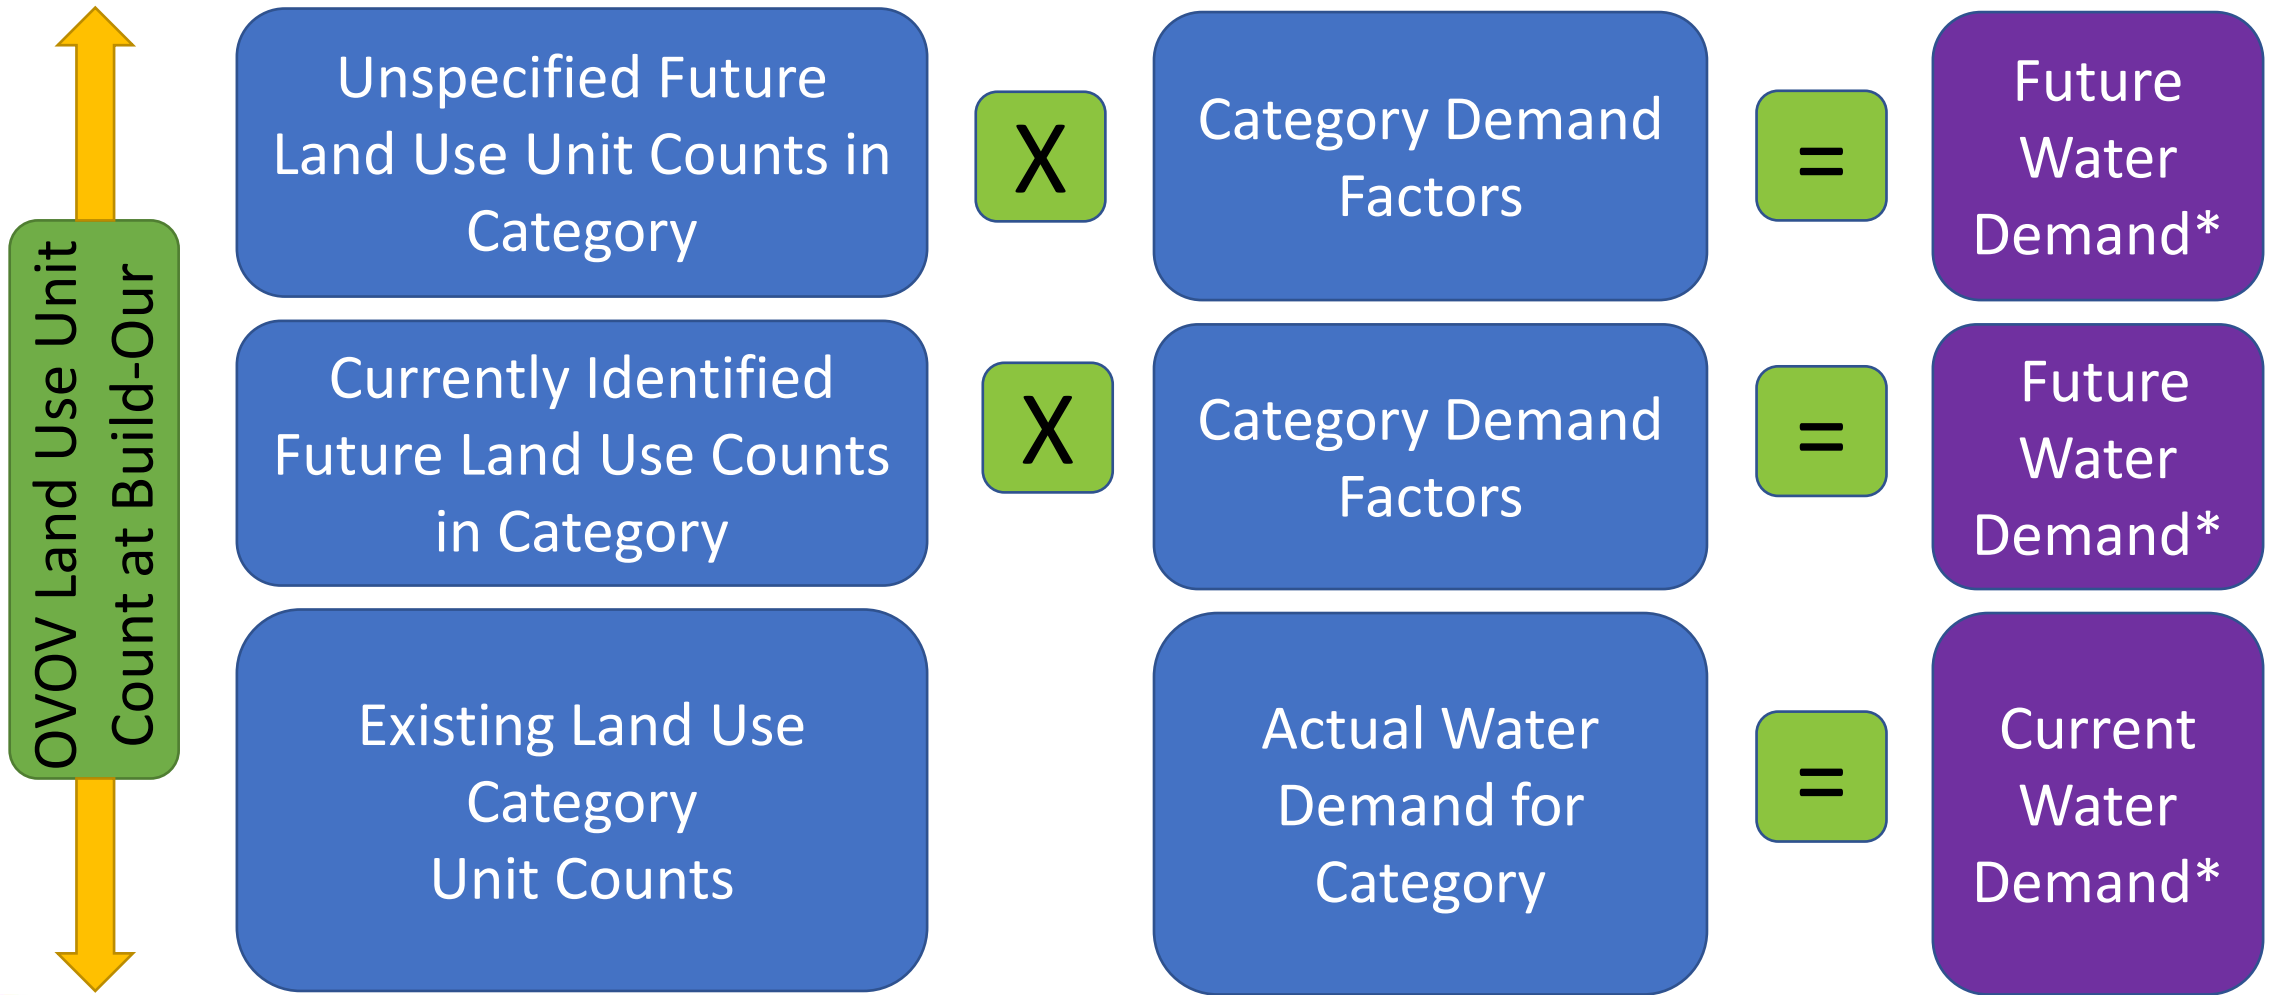 OVOV Land Use Unit
Count at Build-Our
Unspecified Future
Land Use Unit Counts in
Category
X
Category Demand
Factors
=
Future
Water
Demand*
Currently Identified
Future Land Use Counts
in Category
X
Category Demand
Factors
=
Future
Water
Demand*
Existing Land Use
Category
Unit Counts
Actual Water
Demand for
Category
=
Current
Water
Demand*